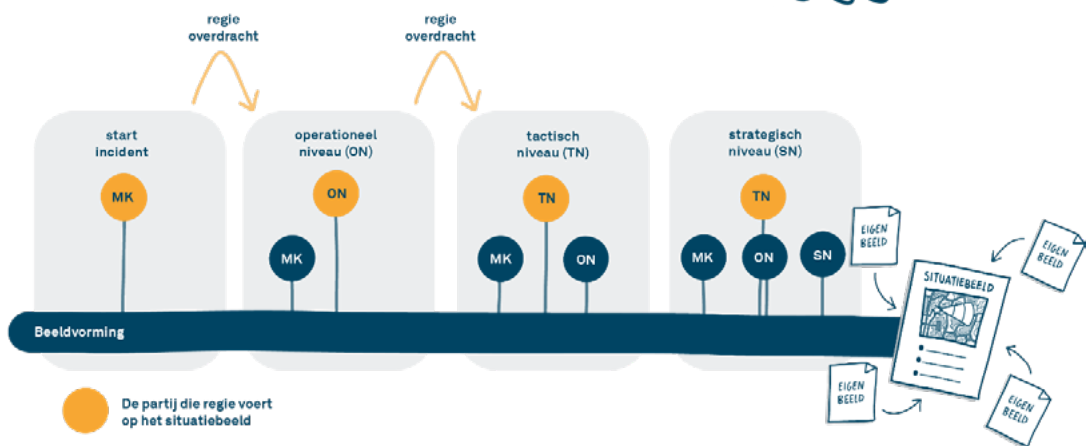 regie
overdracht
regie
overdracht
start
incident
operationeel
niveau (ON)
tactisch
niveau (TN)
strategisch
niveau (SN)
MK
ON
TN
TN
MK
MK
ON
MK
ON
SN
EIGEN
BEELD
EIGEN
BEELD
SITUATIEBEELD
Beeldvorming
EIGEN
BEELD
EIGEN
BEELD
De partij die regie voert
op het situatiebeeld